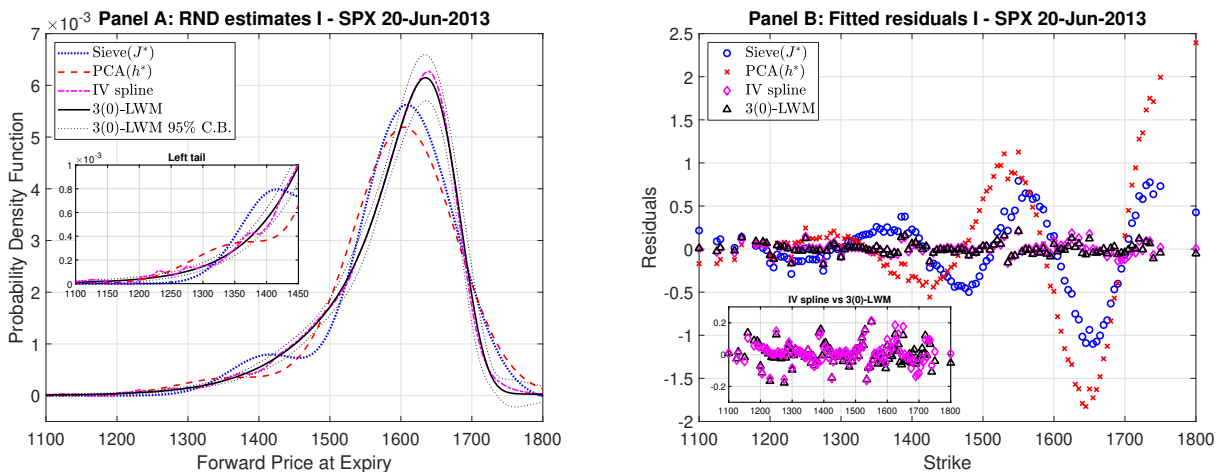 Panel A: RND estimates I - SPX 20-Jun-2013
×10⁻³
Sieve(J*)
PCA(h*)
IV spline
3(0)-LWM
3(0)-LWM 95% C.B.
Probability Density Function
7
6
5
4
3
2
1
0
Left tail
×10⁻³
1
0.8
0.6
0.4
0.2
0
1100 1150 1200 1250 1300 1350 1400 1450
1100 1200 1300 1400 1500 1600 1700 1800
Forward Price at Expiry
Panel B: Fitted residuals I - SPX 20-Jun-2013
Sieve(J*)
PCA(h*)
IV spline
3(0)-LWM
Residuals
2.5
2
1.5
1
0.5
0
-0.5
-1
-1.5
-2
IV spline vs 3(0)-LWM
0.2
0
-0.2
1100 1200 1300 1400 1500 1600 1700 1800
1100 1200 1300 1400 1500 1600 1700 1800
Strike